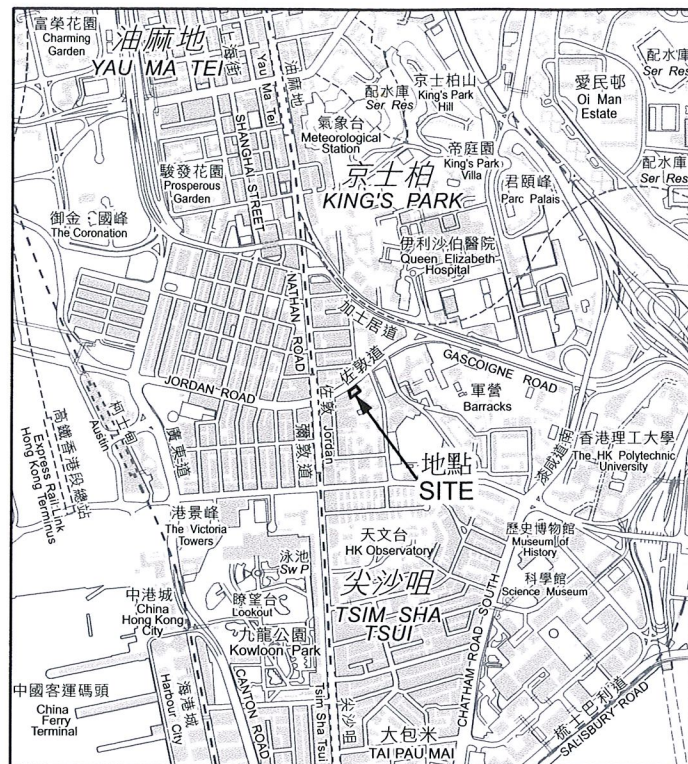 富榮花園
Charming
Garden
油麻地
YAU MA TEI
上海街
SHANGHAI STREET
Yau Ma Tei
油麻地
配水庫
Ser Res
京士柏山
King's Park
Hill
愛民邨
Oi Man
Estate
配水庫
Ser Res
氣象台
Meteorological
Station
帝庭園
King's Park
Villa
配水庫
Ser Res
駿發花園
Prosperous
Garden
京士柏
KING'S PARK
君頤峰
Parc Palais
御金 國峰
The Coronation
伊利沙伯醫院
Queen Elizabeth
Hospital
NATHAN ROAD
加士居道
GASCOIGNE ROAD
JORDAN ROAD
佐敦道
軍營
Barracks
佐敦 Jordan
彌敦道
廣東道
柯士甸
Austin
高鐵香港段總站
Express Rail Link
Hong Kong Terminus
地點
SITE
漆咸道南
香港理工大學
The HK Polytechnic
University
港景峰
The Victoria
Towers
天文台
HK Observatory
歷史博物館
Museum of
History
泳池
Sw P
尖沙咀
TSIM SHA
TSUI
科學館
Science Museum
中港城
China
Hong Kong
City
瞭望台
Lookout
九龍公園
Kowloon Park
CHATHAM ROAD SOUTH
中國客運碼頭
China
Ferry
Terminal
海港城
Harbour City
CANTON ROAD
Tsim Sha Tsui
尖沙咀
大包米
TAI PAU MAI
梳士巴利道
SALISBURY ROAD